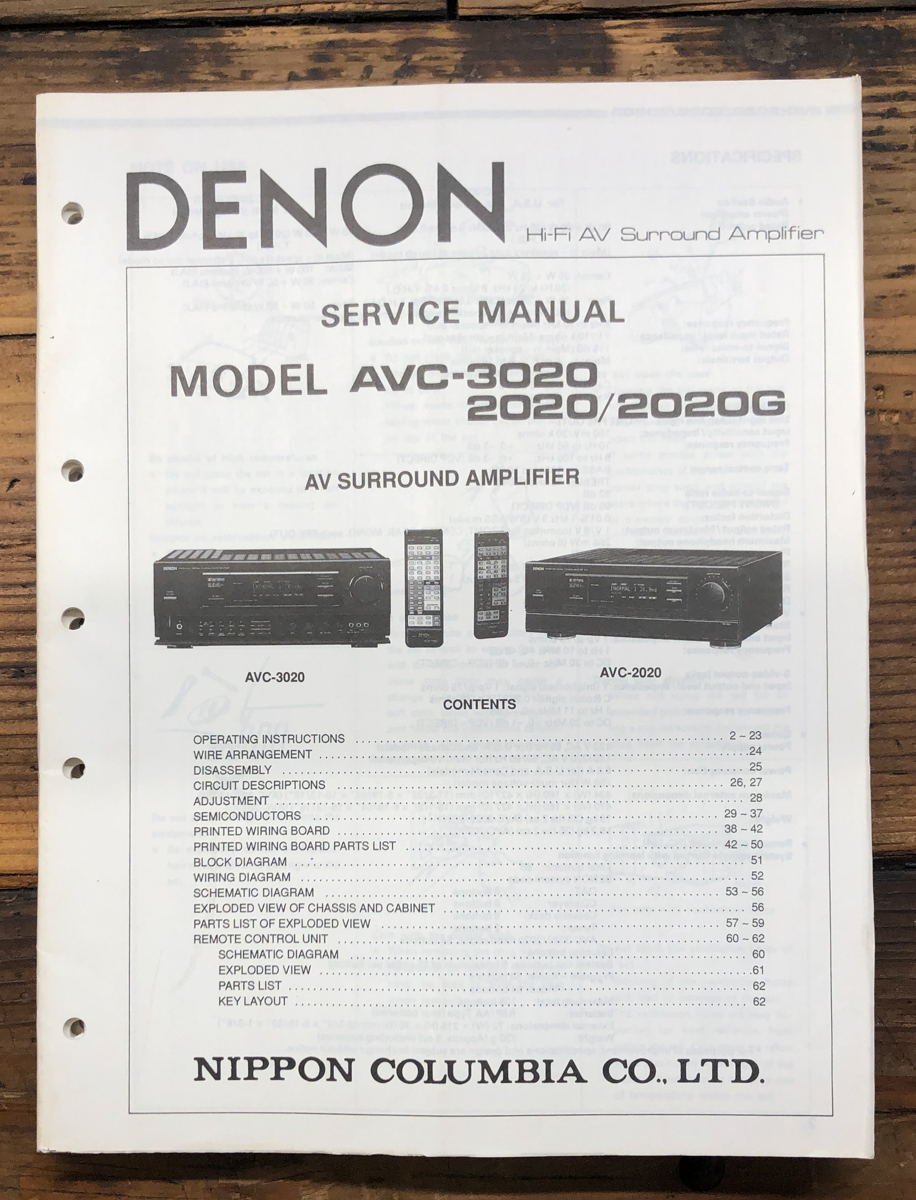 DENON
Hi-Fi AV Surround Amplifier
SERVICE MANUAL
MODEL AVC-3020
2020/2020G
AV SURROUND AMPLIFIER
DENON
DENON
AVC-3020
AVC-2020
CONTENTS
OPERATING INSTRUCTIONS ........ 2 ~ 23
WIRE ARRANGEMENT ........ 24
DISASSEMBLY ........ 25
CIRCUIT DESCRIPTIONS ........ 26, 27
ADJUSTMENT ........ 28
SEMICONDUCTORS ........ 29 ~ 37
PRINTED WIRING BOARD ........ 38 ~ 42
PRINTED WIRING BOARD PARTS LIST ........ 42 ~ 50
BLOCK DIAGRAM ........ 51
WIRING DIAGRAM ........ 52
SCHEMATIC DIAGRAM ........ 53 ~ 56
EXPLODED VIEW OF CHASSIS AND CABINET ........ 56
PARTS LIST OF EXPLODED VIEW ........ 57 ~ 59
REMOTE CONTROL UNIT ........ 60 ~ 62
SCHEMATIC DIAGRAM ........ 60
EXPLODED VIEW ........ 61
PARTS LIST ........ 62
KEY LAYOUT ........ 62
NIPPON COLUMBIA CO., LTD.